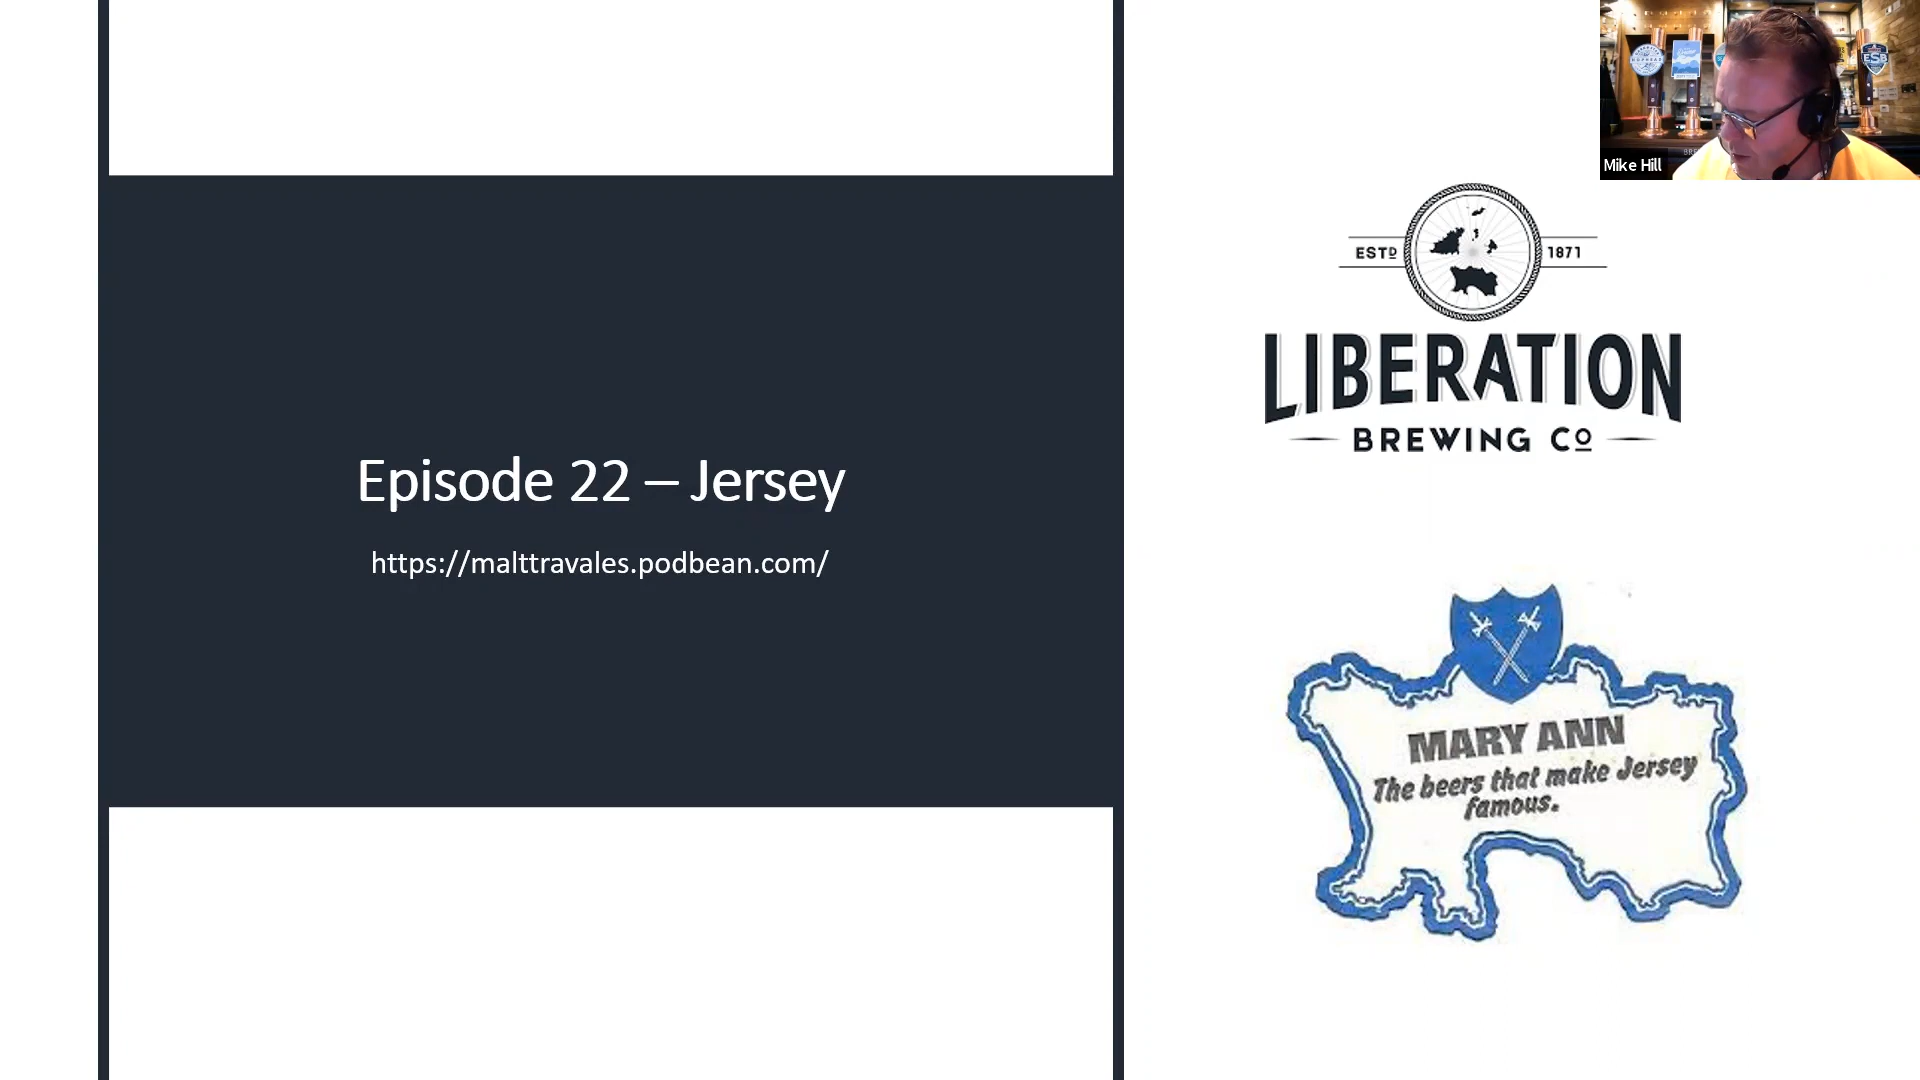 Episode 22 – Jersey
https://malttravales.podbean.com/
ESTD
1871
LIBERATION
BREWING Co
MARY ANN
The beers that make Jersey
famous.
ESB
Mike Hill